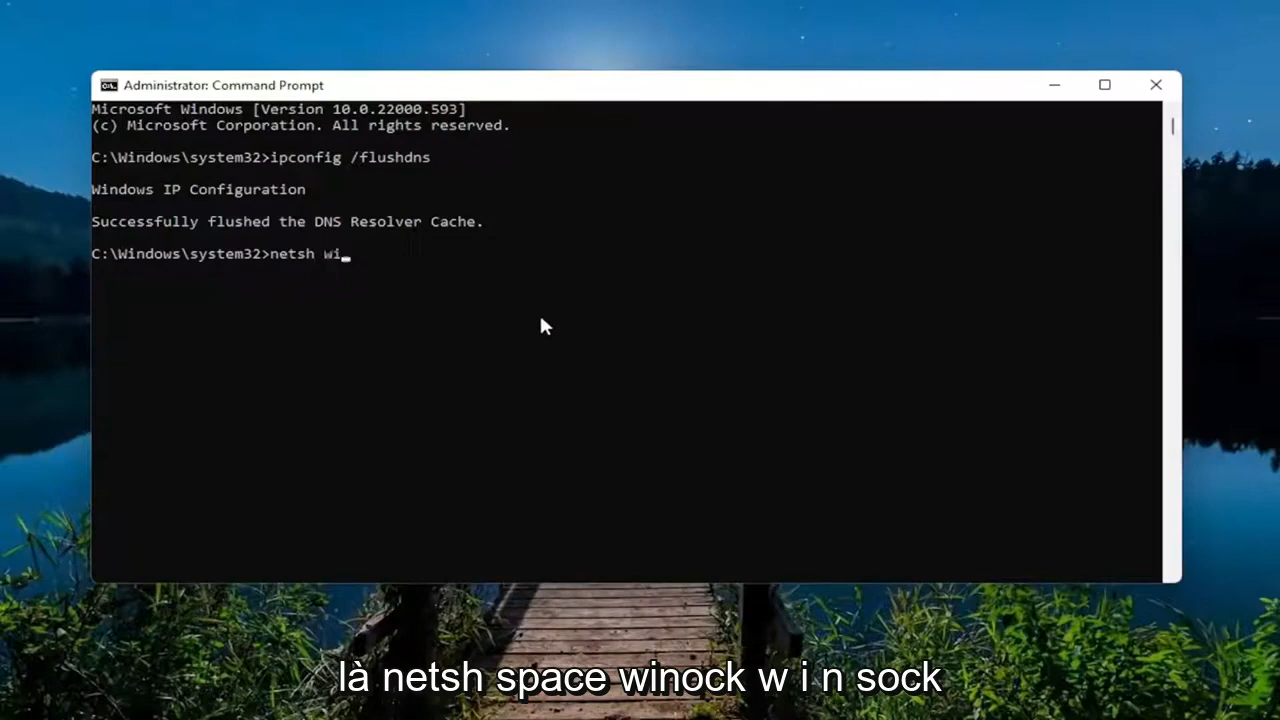 Administrator: Command Prompt
Microsoft Windows [Version 10.0.22000.593]
(c) Microsoft Corporation. All rights reserved.
C:\Windows\system32>ipconfig /flushdns
Windows IP Configuration
Successfully flushed the DNS Resolver Cache.
C:\Windows\system32>netsh wi
là netsh space winock w i n sock